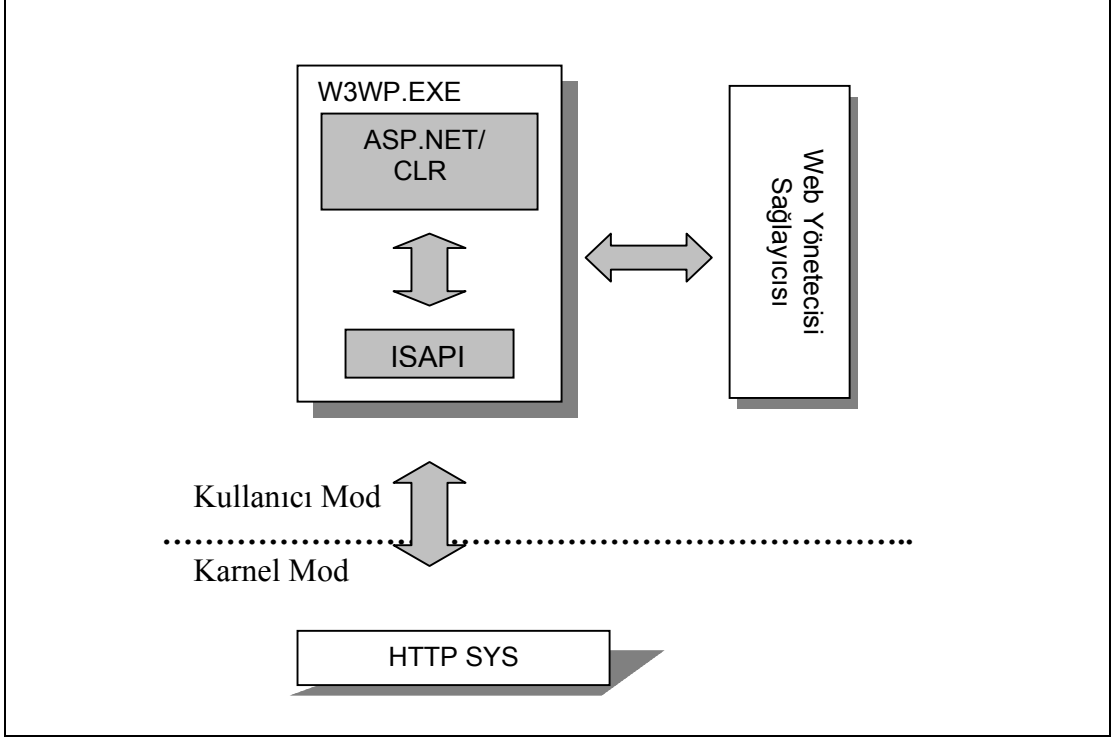 W3WP.EXE
ASP.NET/
CLR
ISAPI
Web Yönetecisi
Sağlayıcısı
Kullanıcı Mod
Karnel Mod
HTTP SYS